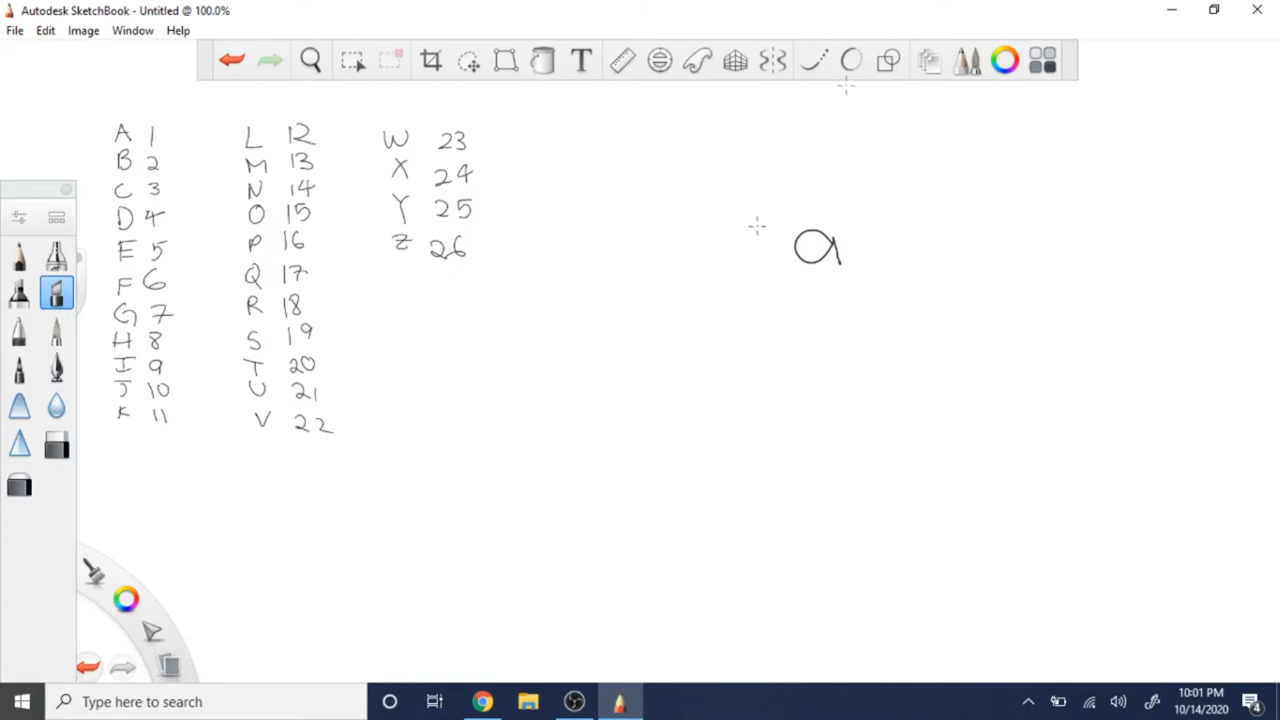 Autodesk SketchBook - Untitled @ 100.0%
File Edit Image Window Help
A 1
B 2
C 3
D 4
E 5
F 6
G 7
H 8
I 9
J 10
K 11
L 12
M 13
N 14
O 15
P 16
Q 17
R 18
S 19
T 20
U 21
V 22
W 23
X 24
Y 25
Z 26
a
Type here to search
10:01 PM
10/14/2020
4